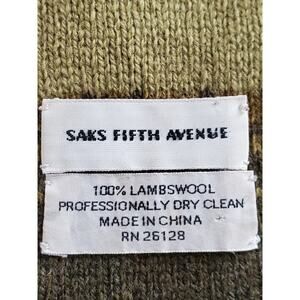 SAKS FIFTH AVENUE
100% LAMBSWOOL
PROFESSIONALLY DRY CLEAN
MADE IN CHINA
RN 26128